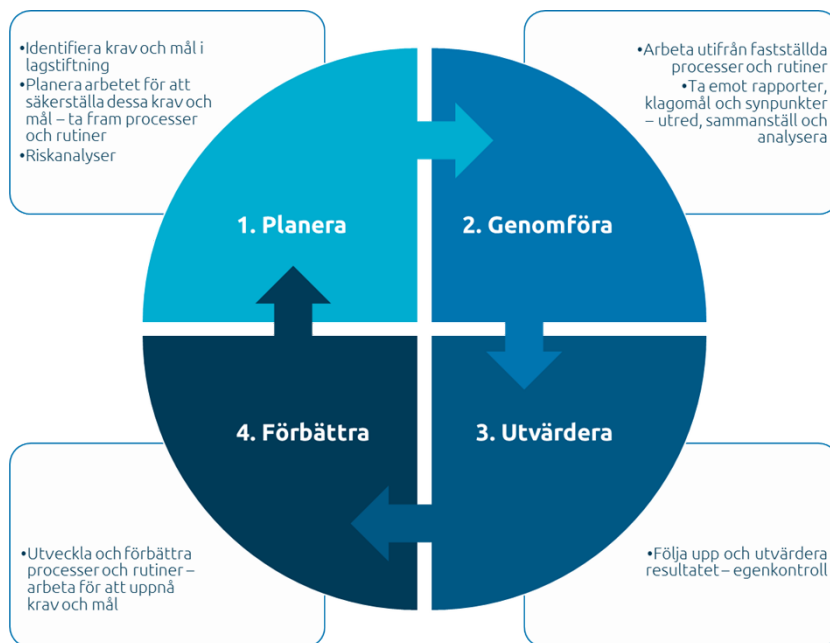 •Identifiera krav och mål i
lagstiftning
•Planera arbetet för att
säkerställa dessa krav och
mål – ta fram processer
och rutiner
•Riskanalyser
•Arbeta utifrån fastställda
processer och rutiner
•Ta emot rapporter,
klagomål och synpunkter
– utred, sammanställ och
analysera
1. Planera
2. Genomföra
4. Förbättra
3. Utvärdera
•Utveckla och förbättra
processer och rutiner –
arbeta för att uppnå
krav och mål
•Följa upp och utvärdera
resultatet – egenkontroll